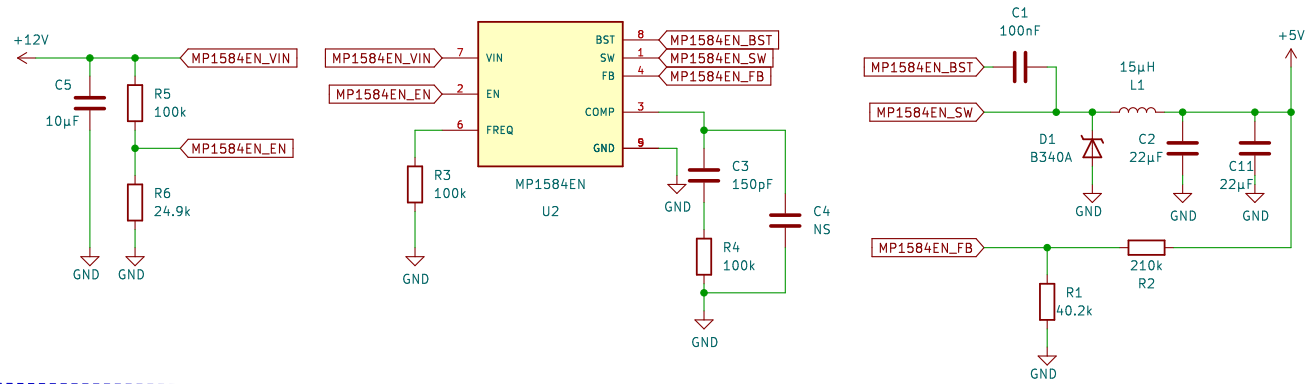 +12V
MP1584EN_VIN
C5
10µF
R5
100k
MP1584EN_EN
R6
24.9k
GND
GND
MP1584EN_VIN
7
VIN
MP1584EN_EN
2
EN
6
FREQ
R3
100k
GND
BST
8
MP1584EN_BST
SW
1
MP1584EN_SW
FB
4
MP1584EN_FB
COMP
3
GND
9
MP1584EN
U2
GND
C3
150pF
R4
100k
C4
NS
GND
C1
100nF
MP1584EN_BST
+5V
15µH
L1
MP1584EN_SW
D1
B340A
GND
C2
22µF
GND
C11
22µF
GND
MP1584EN_FB
210k
R2
R1
40.2k
GND